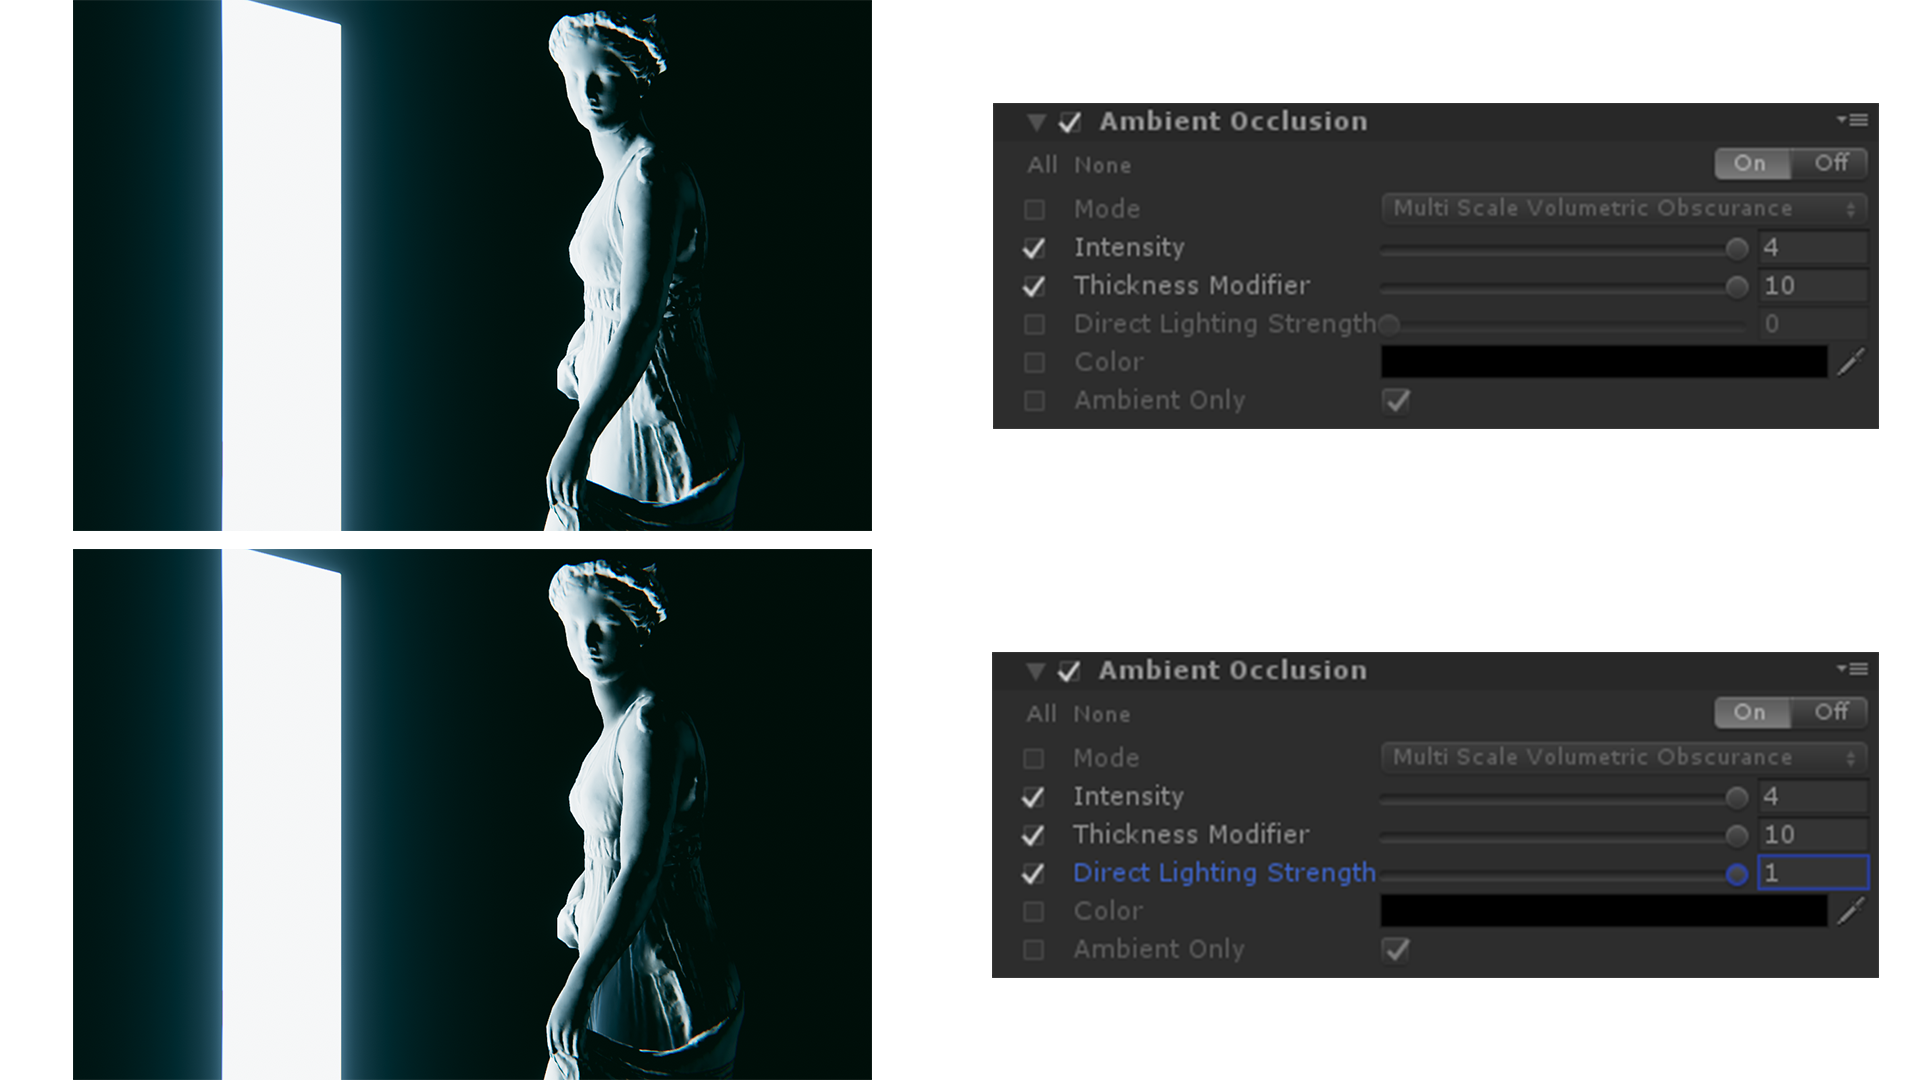 Ambient Occlusion
All None On Off
Mode Multi Scale Volumetric Obscurance
Intensity 4
Thickness Modifier 10
Direct Lighting Strength 0
Color
Ambient Only
Ambient Occlusion
All None On Off
Mode Multi Scale Volumetric Obscurance
Intensity 4
Thickness Modifier 10
Direct Lighting Strength 1
Color
Ambient Only